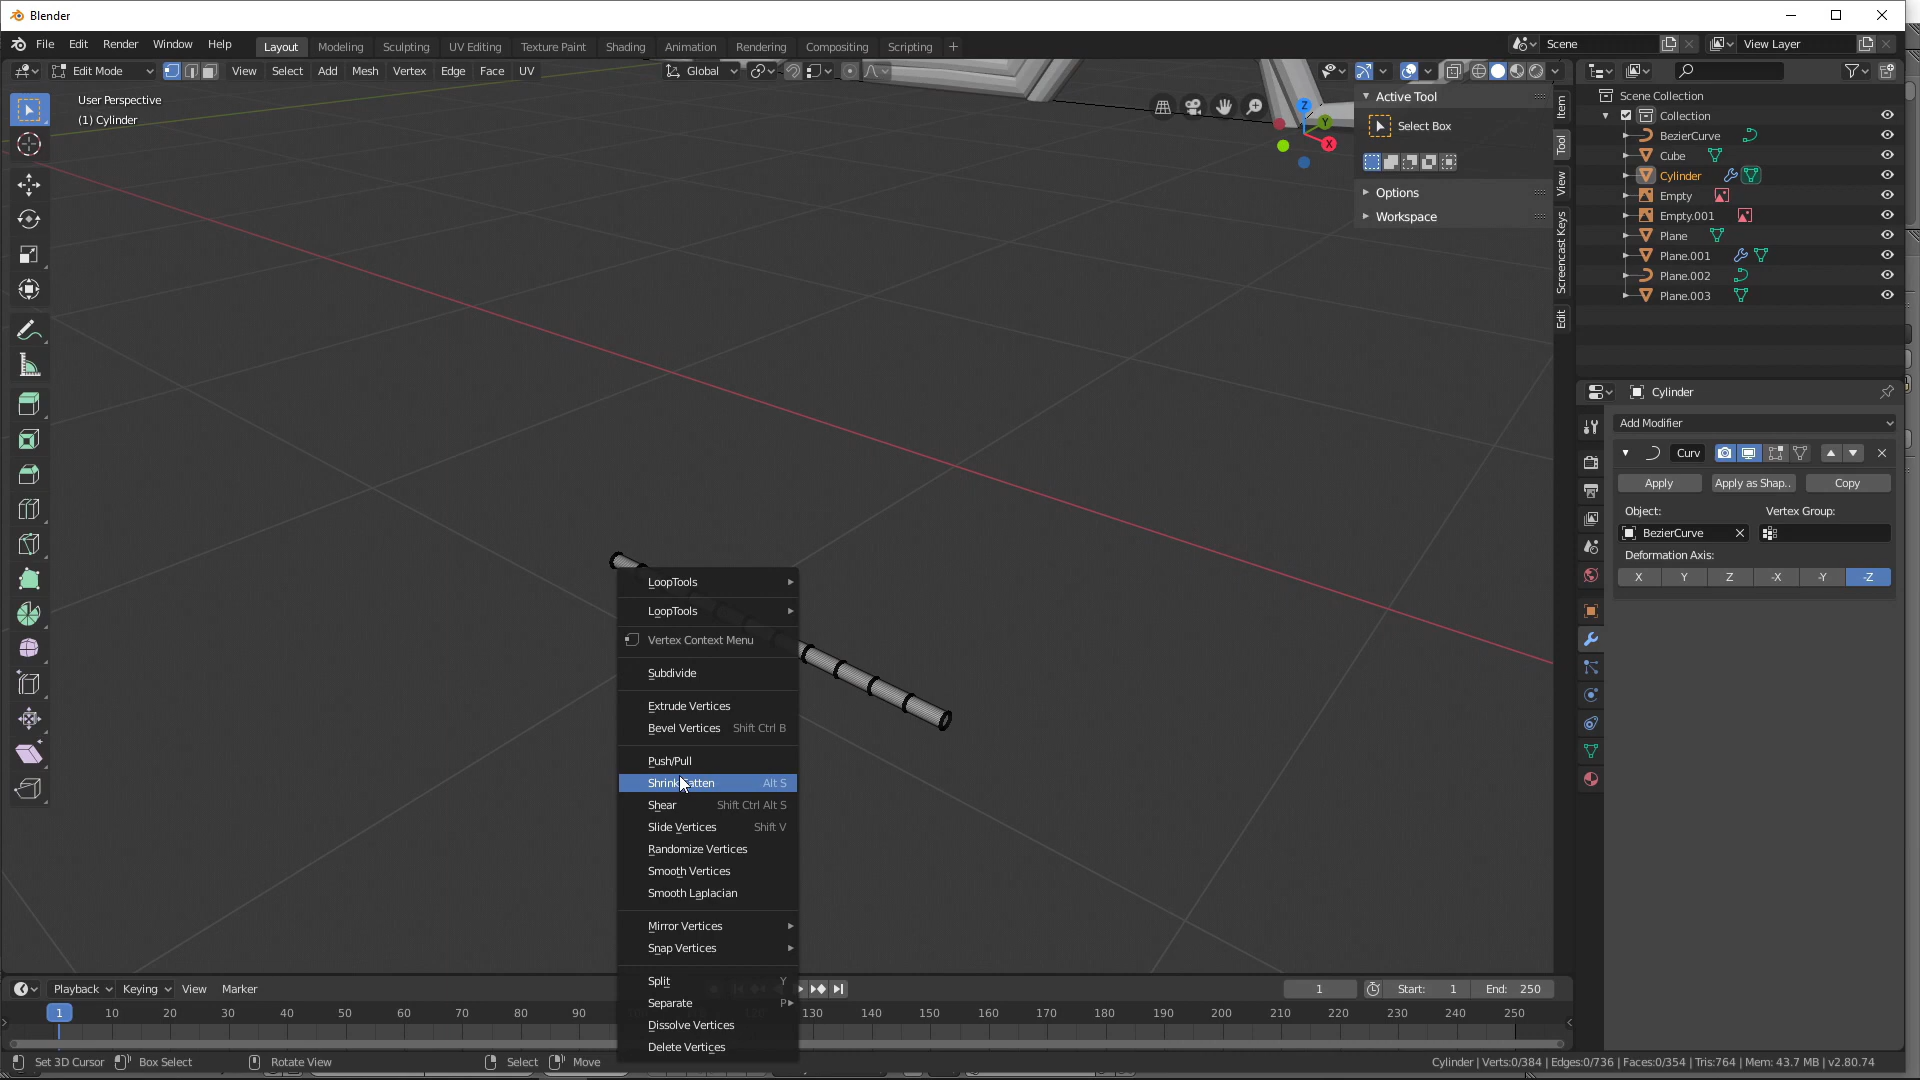 Blender
File Edit Render Window Help
Layout Modeling Sculpting UV Editing Texture Paint Shading Animation Rendering Compositing Scripting +
Scene
View Layer
Edit Mode View Select Add Mesh Vertex Edge Face UV
Global
User Perspective
(1) Cylinder
Z
Y
X
Active Tool
Select Box
Options
Workspace
Item
Tool
View
Screencast Keys
Edit
Scene Collection
Collection
BezierCurve
Cube
Cylinder
Empty
Empty.001
Plane
Plane.001
Plane.002
Plane.003
Cylinder
Add Modifier
Curv
Apply Apply as Shap.. Copy
Object: Vertex Group:
BezierCurve
Deformation Axis:
X Y Z -X -Y -Z
LoopTools
LoopTools
Vertex Context Menu
Subdivide
Extrude Vertices
Bevel Vertices Shift Ctrl B
Push/Pull
Shrink/Fatten Alt S
Shear Shift Ctrl Alt S
Slide Vertices Shift V
Randomize Vertices
Smooth Vertices
Smooth Laplacian
Mirror Vertices
Snap Vertices
Split Y
Separate P
Dissolve Vertices
Delete Vertices
Playback Keying View Marker
1 Start: 1 End: 250
1 10 20 30 40 50 60 70 80 90 130 140 150 160 170 180 190 200 210 220 230 240 250
Set 3D Cursor Box Select Rotate View Select Move
Cylinder | Verts:0/384 | Edges:0/736 | Faces:0/354 | Tris:764 | Mem: 43.7 MB | v2.80.74